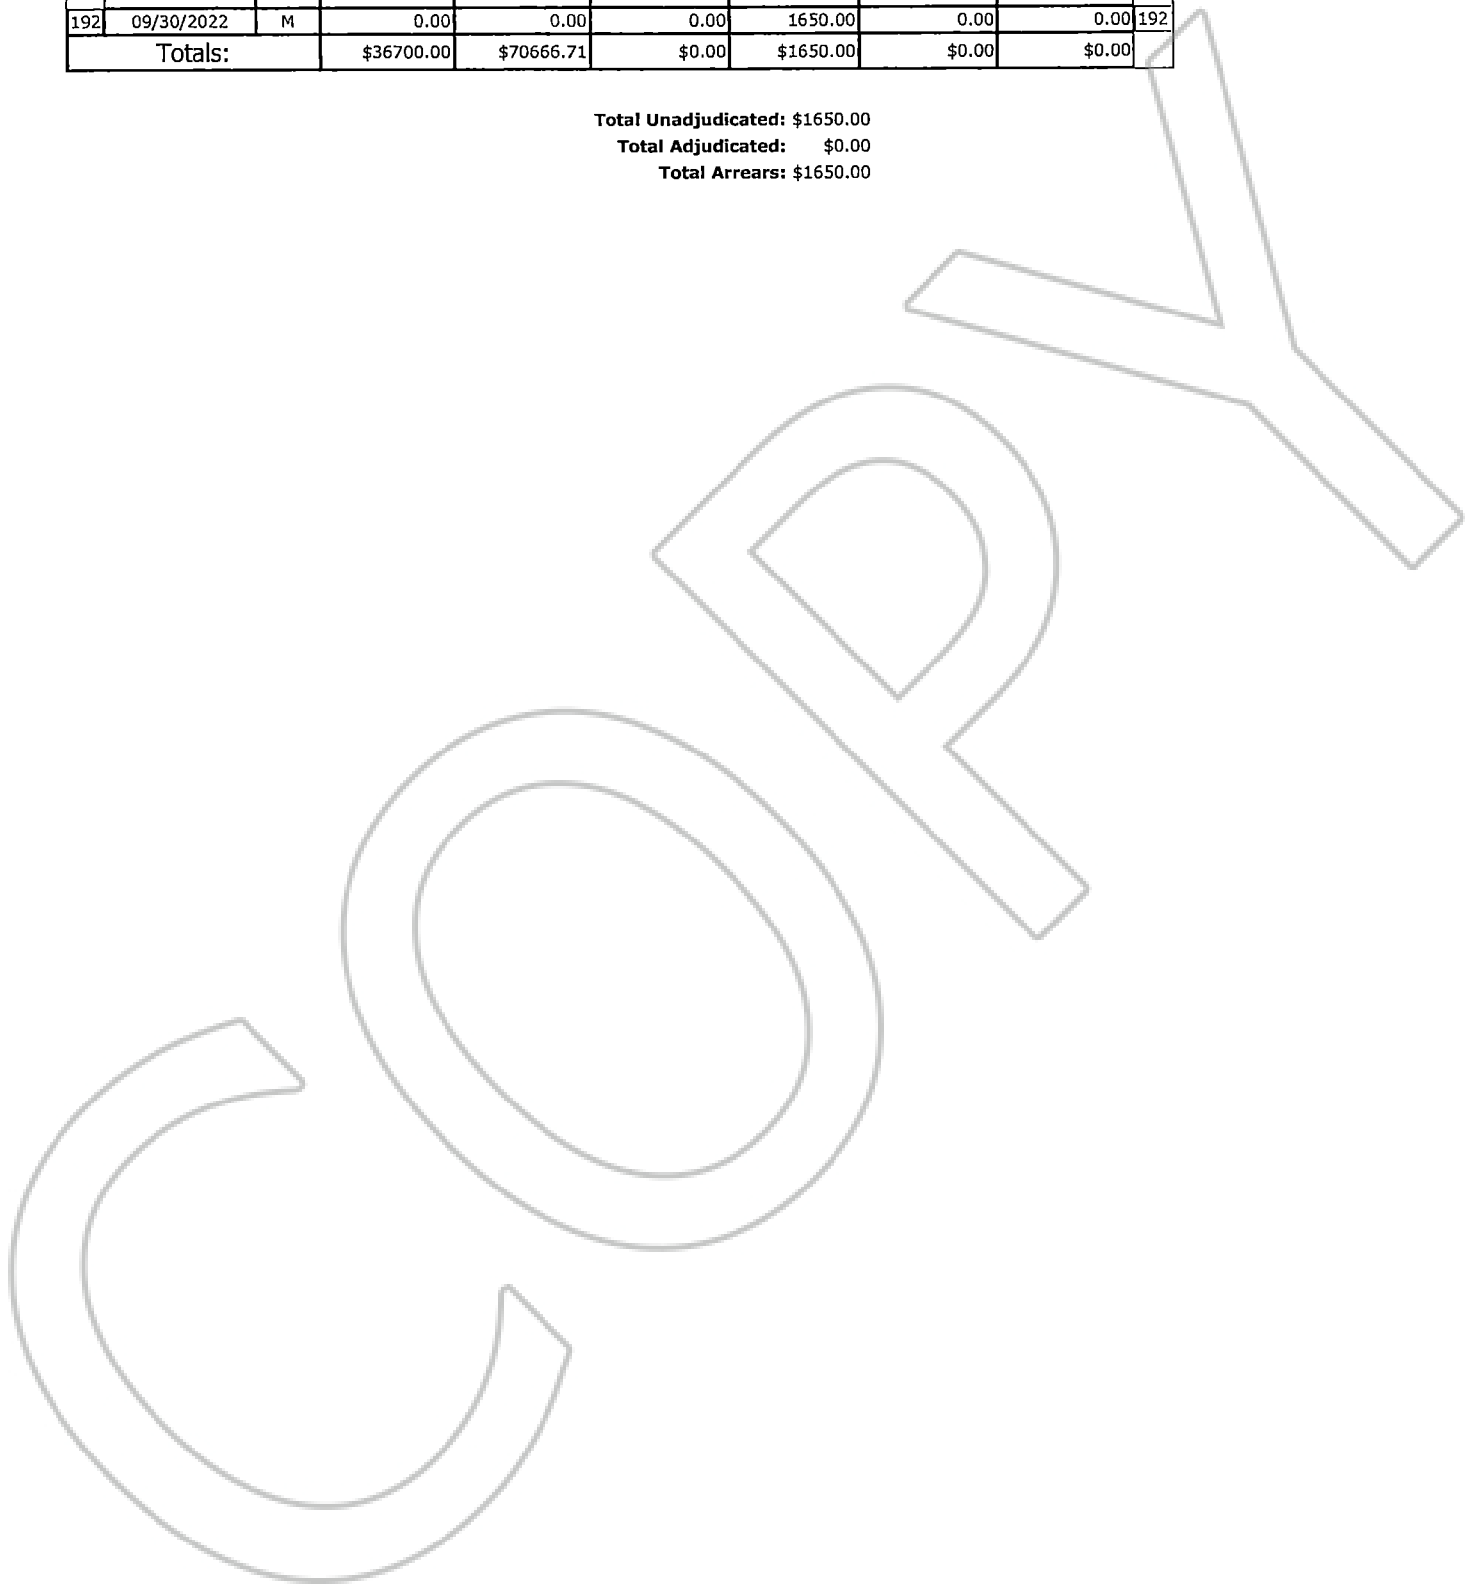 192 09/30/2022 M 0.00 0.00 0.00 1650.00 0.00 0.00 192
Totals: $36700.00 $70666.71 $0.00 $1650.00 $0.00 $0.00
Total Unadjudicated: $1650.00
Total Adjudicated: $0.00
Total Arrears: $1650.00
COPY